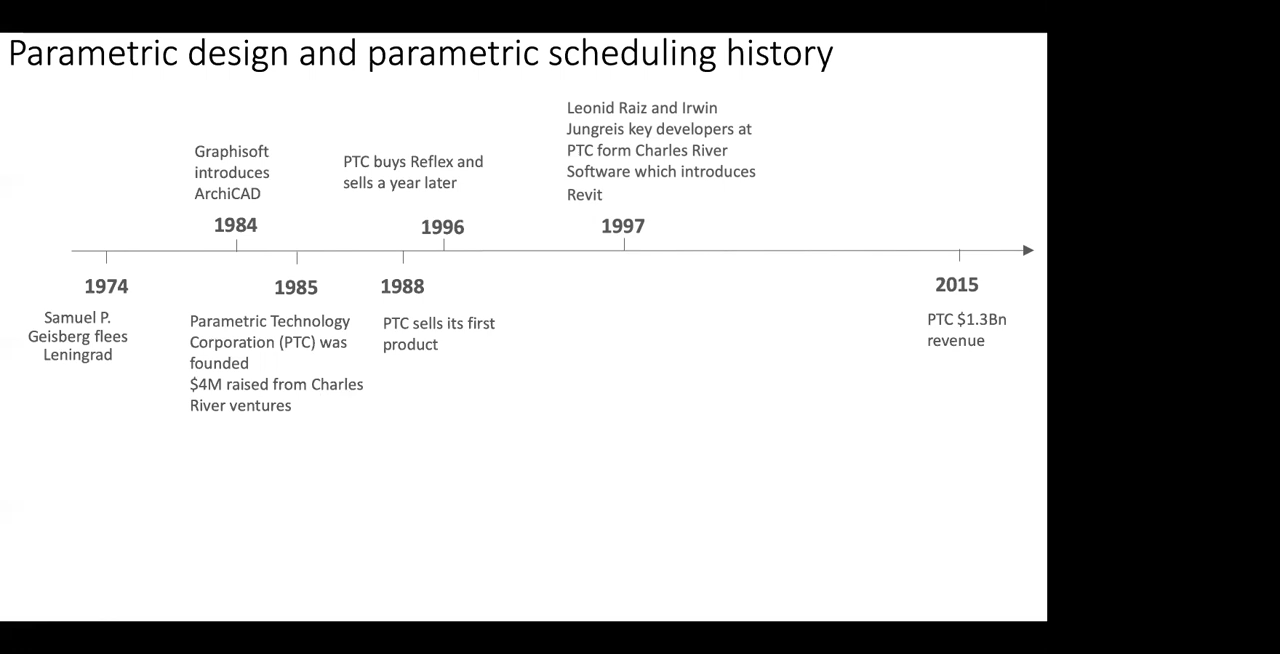 Parametric design and parametric scheduling history
Graphisoft
introduces
ArchiCAD
1984
PTC buys Reflex and
sells a year later
1996
Leonid Raiz and Irwin
Jungreis key developers at
PTC form Charles River
Software which introduces
Revit
1997
1974
Samuel P.
Geisberg flees
Leningrad
1985
Parametric Technology
Corporation (PTC) was
founded
$4M raised from Charles
River ventures
1988
PTC sells its first
product
2015
PTC $1.3Bn
revenue